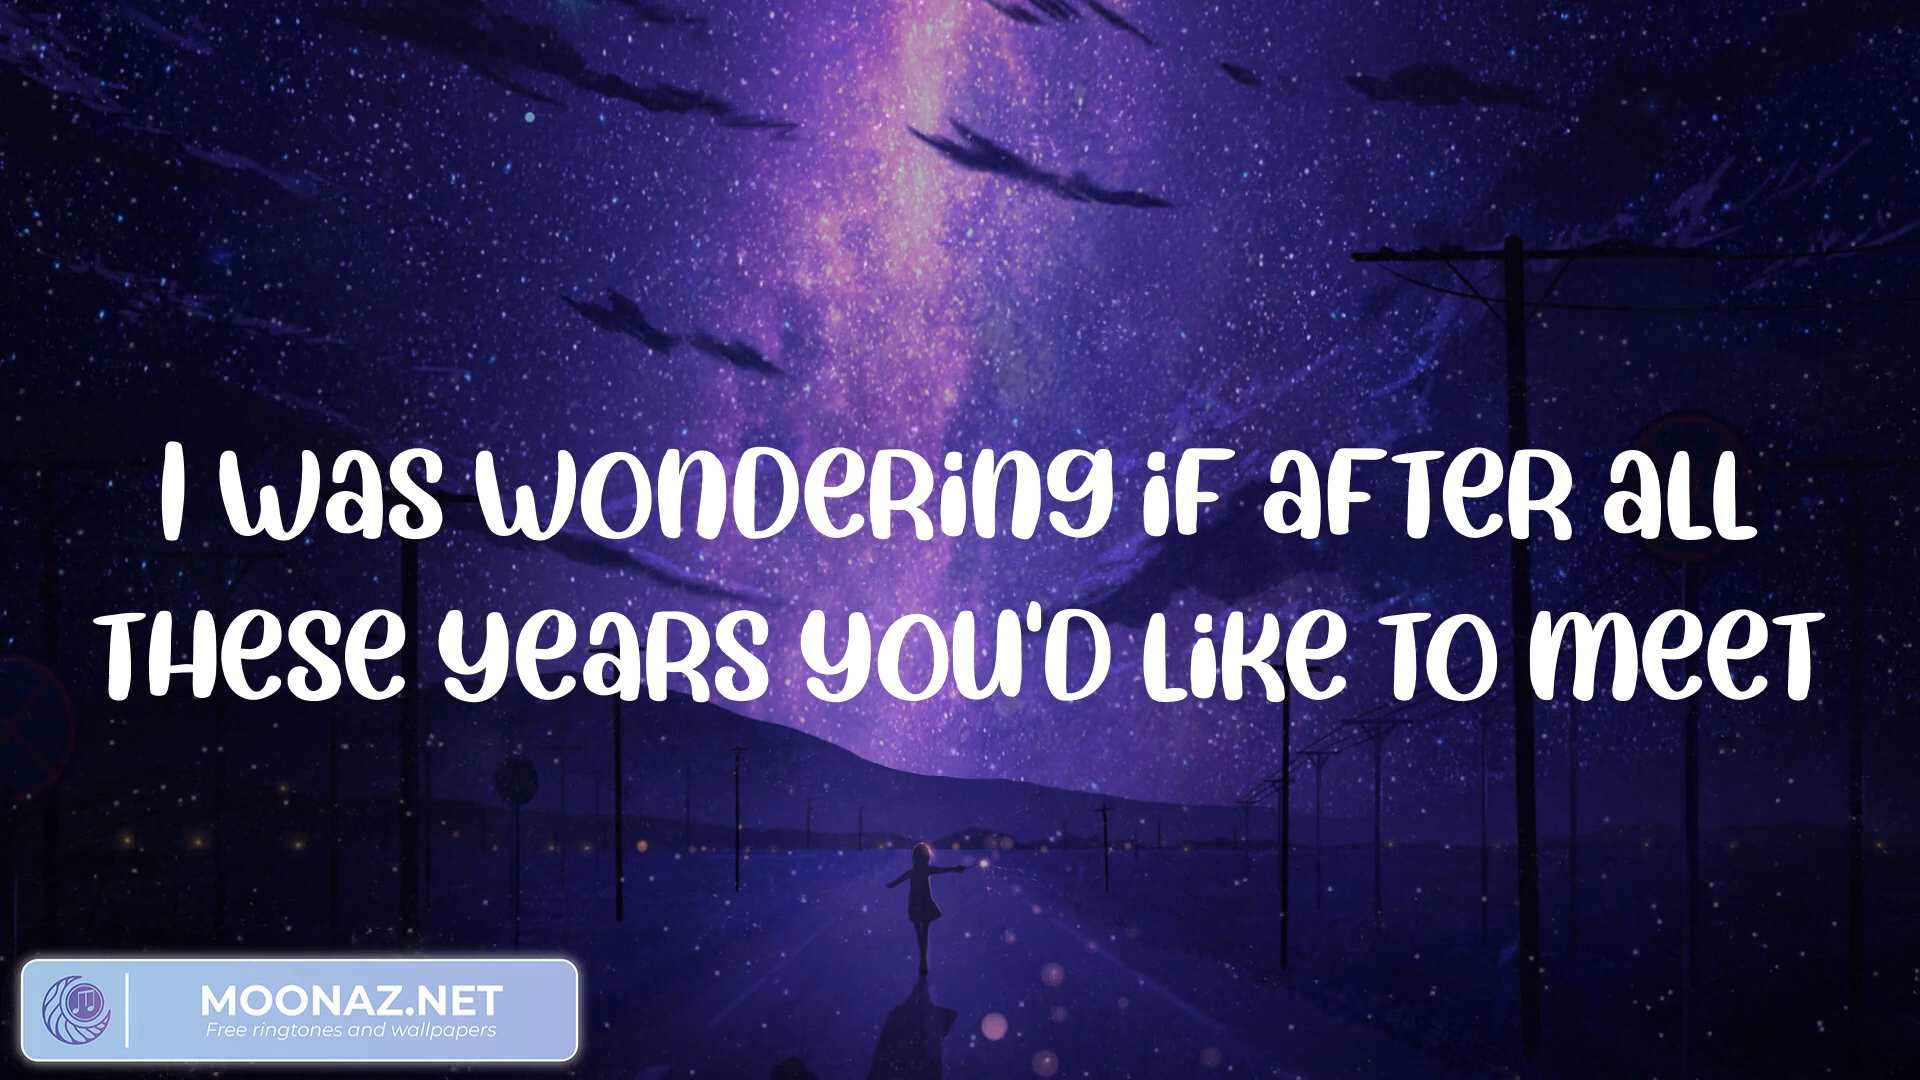 I was wondering if after all
these years you'd like to meet
MOONAZ.NET
Free ringtones and wallpapers